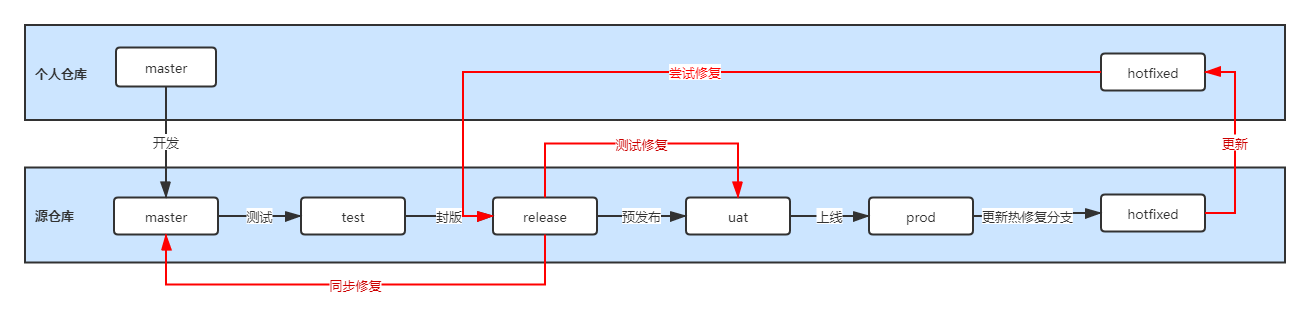 个人仓库
master
尝试修复
hotfixed
开发
测试修复
更新
源仓库
master
测试
test
封版
release
预发布
uat
上线
prod
更新热修复分支
hotfixed
同步修复